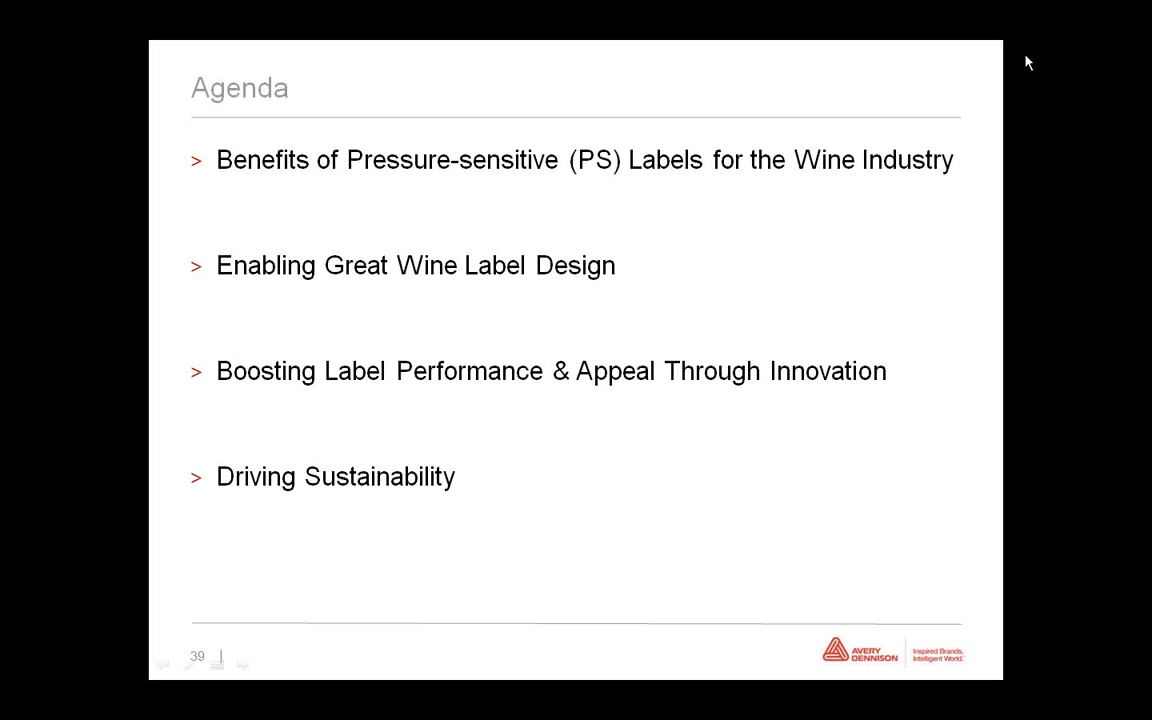 Agenda
> Benefits of Pressure-sensitive (PS) Labels for the Wine Industry
> Enabling Great Wine Label Design
> Boosting Label Performance & Appeal Through Innovation
> Driving Sustainability
39 |
AVERY DENNISON
Inspired Brands.
Intelligent World.™